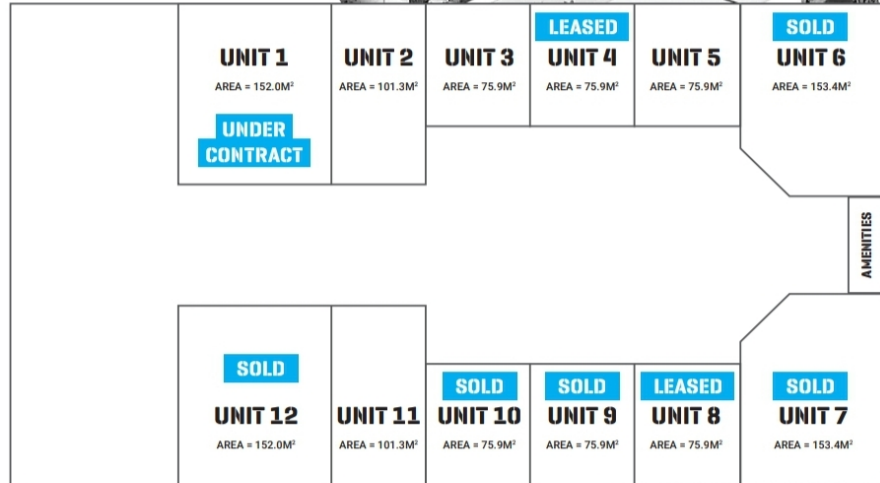 LEASED
SOLD
UNIT 1
UNIT 2
UNIT 3
UNIT 4
UNIT 5
UNIT 6
AREA = 152.0M²
AREA = 101.3M²
AREA = 75.9M²
AREA = 75.9M²
AREA = 75.9M²
AREA = 153.4M²
UNDER
CONTRACT
AMENITIES
SOLD
SOLD
SOLD
LEASED
SOLD
UNIT 12
UNIT 11
UNIT 10
UNIT 9
UNIT 8
UNIT 7
AREA = 152.0M²
AREA = 101.3M²
AREA = 75.9M²
AREA = 75.9M²
AREA = 75.9M²
AREA = 153.4M²